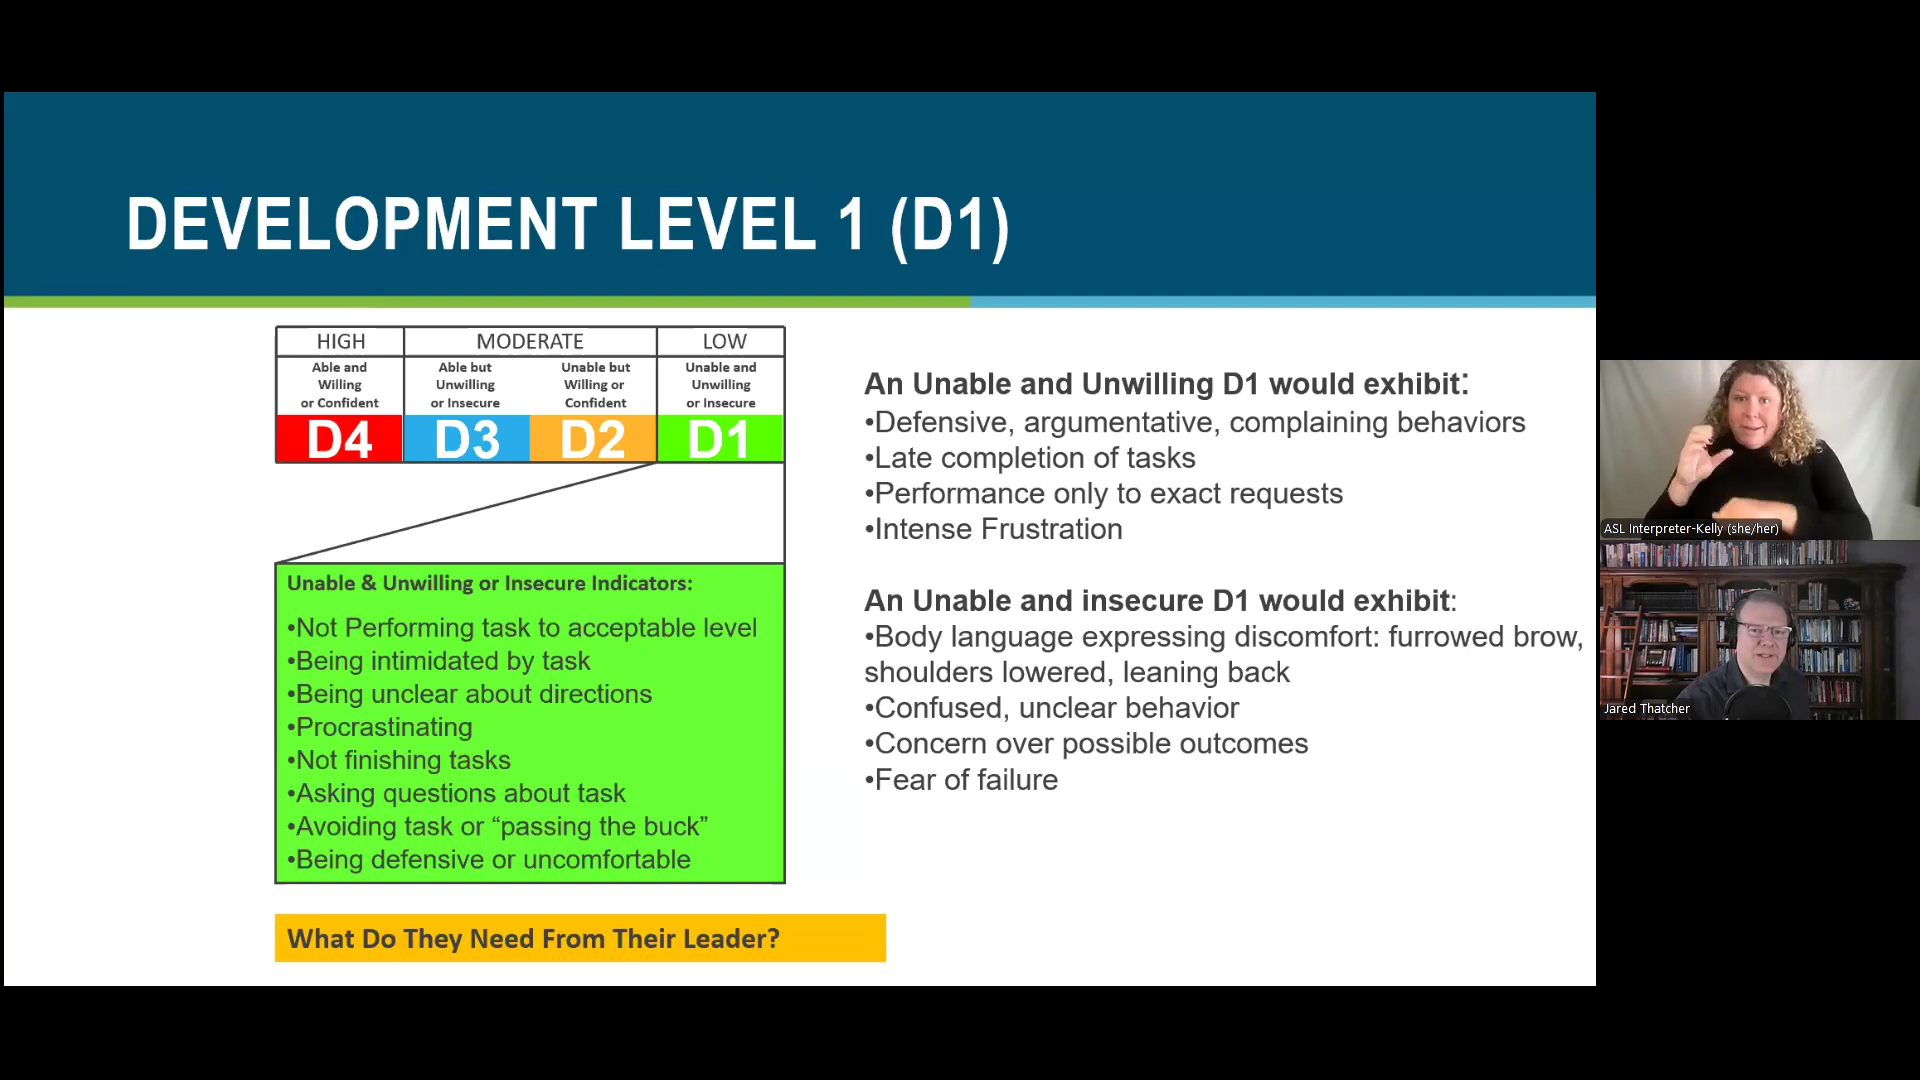 DEVELOPMENT LEVEL 1 (D1)
HIGH
MODERATE
LOW
Able and
Willing
or Confident
Able but
Unwilling
or Insecure
Unable but
Willing or
Confident
Unable and
Unwilling
or Insecure
D4
D3
D2
D1
Unable & Unwilling or Insecure Indicators:
•Not Performing task to acceptable level
•Being intimidated by task
•Being unclear about directions
•Procrastinating
•Not finishing tasks
•Asking questions about task
•Avoiding task or “passing the buck”
•Being defensive or uncomfortable
What Do They Need From Their Leader?
An Unable and Unwilling D1 would exhibit:
•Defensive, argumentative, complaining behaviors
•Late completion of tasks
•Performance only to exact requests
•Intense Frustration
An Unable and insecure D1 would exhibit:
•Body language expressing discomfort: furrowed brow,
shoulders lowered, leaning back
•Confused, unclear behavior
•Concern over possible outcomes
•Fear of failure
ASL Interpreter-Kelly (she/her)
Jared Thatcher